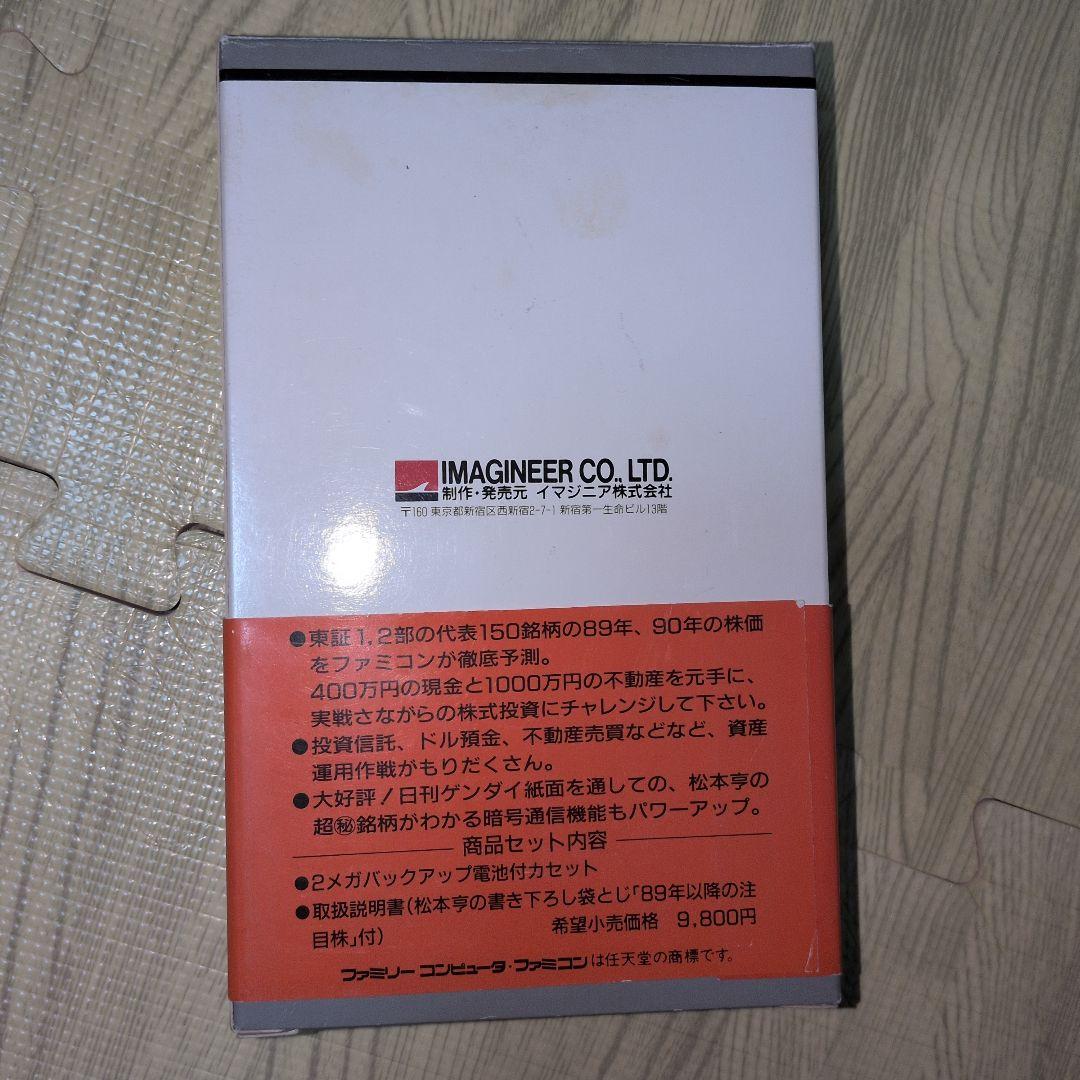 IMAGINEER CO., LTD.
制作・発売元 イマジニア株式会社
〒160 東京都新宿区西新宿2-7-1 新宿第一生命ビル13階
●東証1,2部の代表150銘柄の89年、90年の株価
をファミコンが徹底予測。
400万円の現金と1000万円の不動産を元手に、
実戦さながらの株式投資にチャレンジして下さい。
●投資信託、ドル預金、不動産売買などなど、資産
運用作戦がもりだくさん。
●大好評!日刊ゲンダイ紙面を通しての、松本亨の
超㊙銘柄がわかる暗号通信機能もパワーアップ。
商品セット内容
●2メガバックアップ電池付カセット
●取扱説明書(松本亨の書き下ろし袋とじ「89年以降の注
目株」付)
希望小売価格 9,800円
ファミリーコンピュータ・ファミコンは任天堂の商標です。